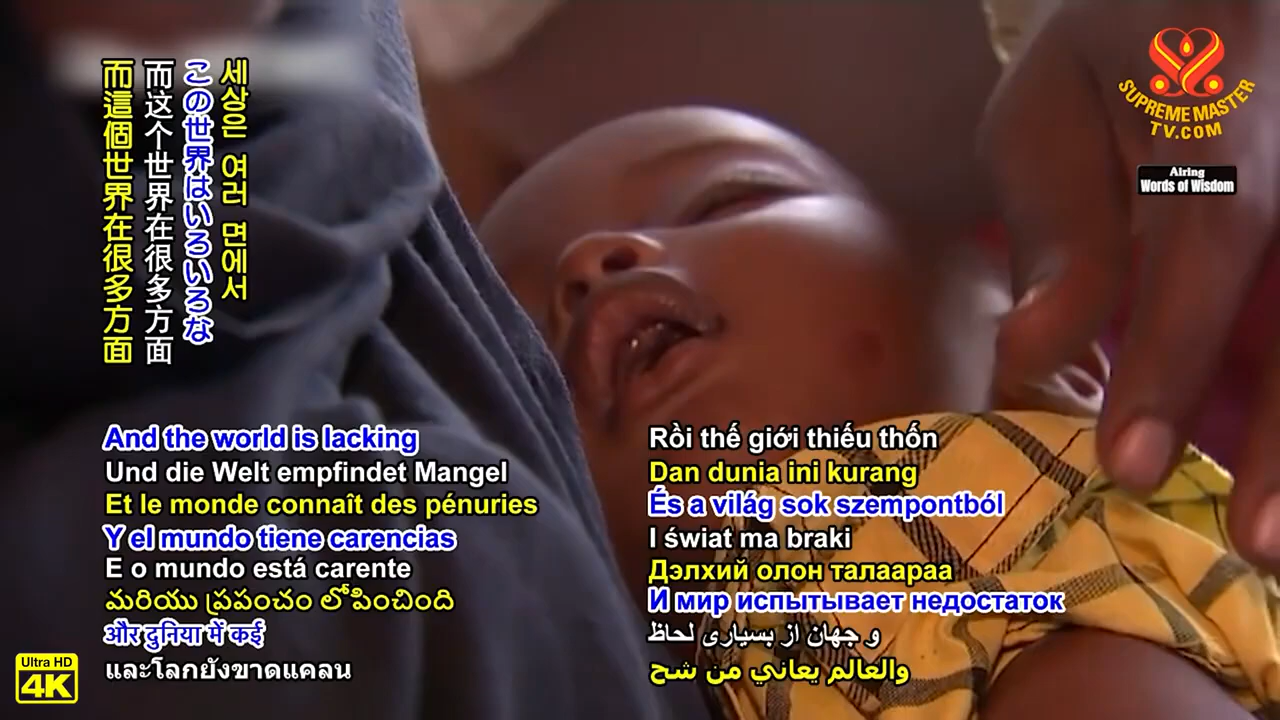 세상은 여러 면에서
この世界はいろいろな
而这个世界在很多方面
而這個世界在很多方面
SUPREME MASTER
TV.COM
Airing
Words of Wisdom
And the world is lacking
Und die Welt empfindet Mangel
Et le monde connaît des pénuries
Y el mundo tiene carencias
E o mundo está carente
మరియు ప్రపంచం లోపించింది
और दुनिया में कई
และโลกยังขาดแคลน
Rồi thế giới thiếu thốn
Dan dunia ini kurang
És a világ sok szempontból
I świat ma braki
Дэлхий олон талаараа
И мир испытывает недостаток
و جهان از بسیاری لحاظ
والعالم يعاني من شح
Ultra HD
4K